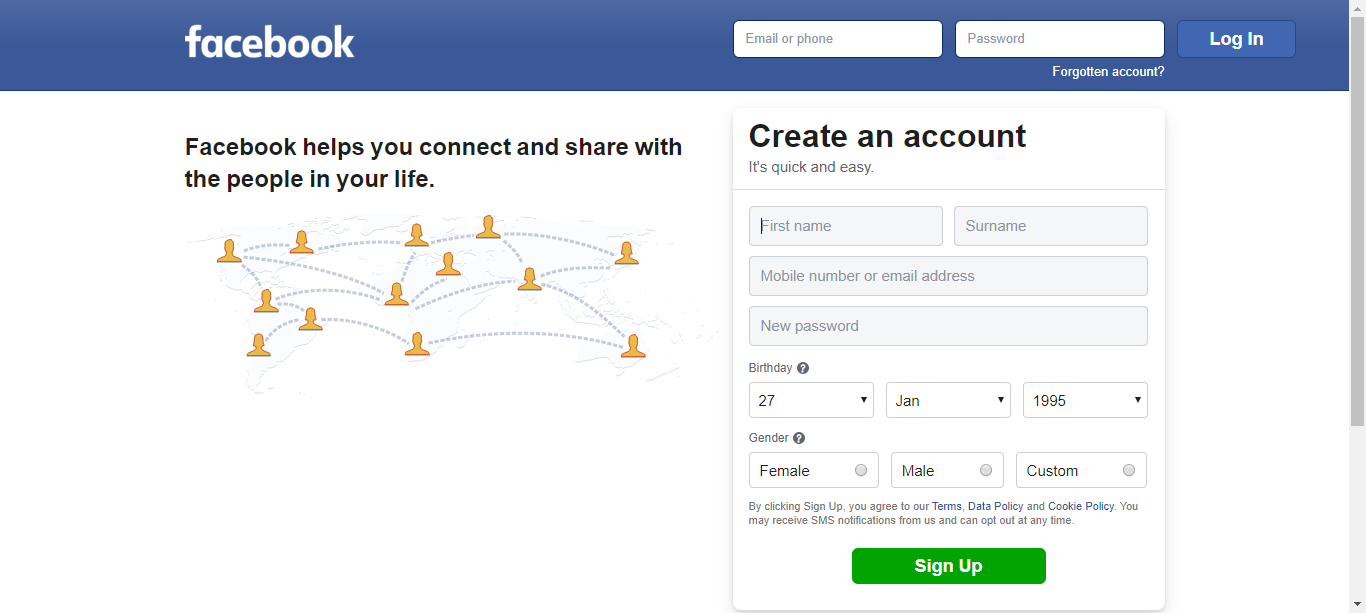 facebook
Email or phone
Password
Log In
Forgotten account?
Facebook helps you connect and share with
the people in your life.
Create an account
It's quick and easy.
First name
Surname
Mobile number or email address
New password
Birthday ?
27
Jan
1995
Gender ?
Female
Male
Custom
By clicking Sign Up, you agree to our Terms, Data Policy and Cookie Policy. You
may receive SMS notifications from us and can opt out at any time.
Sign Up